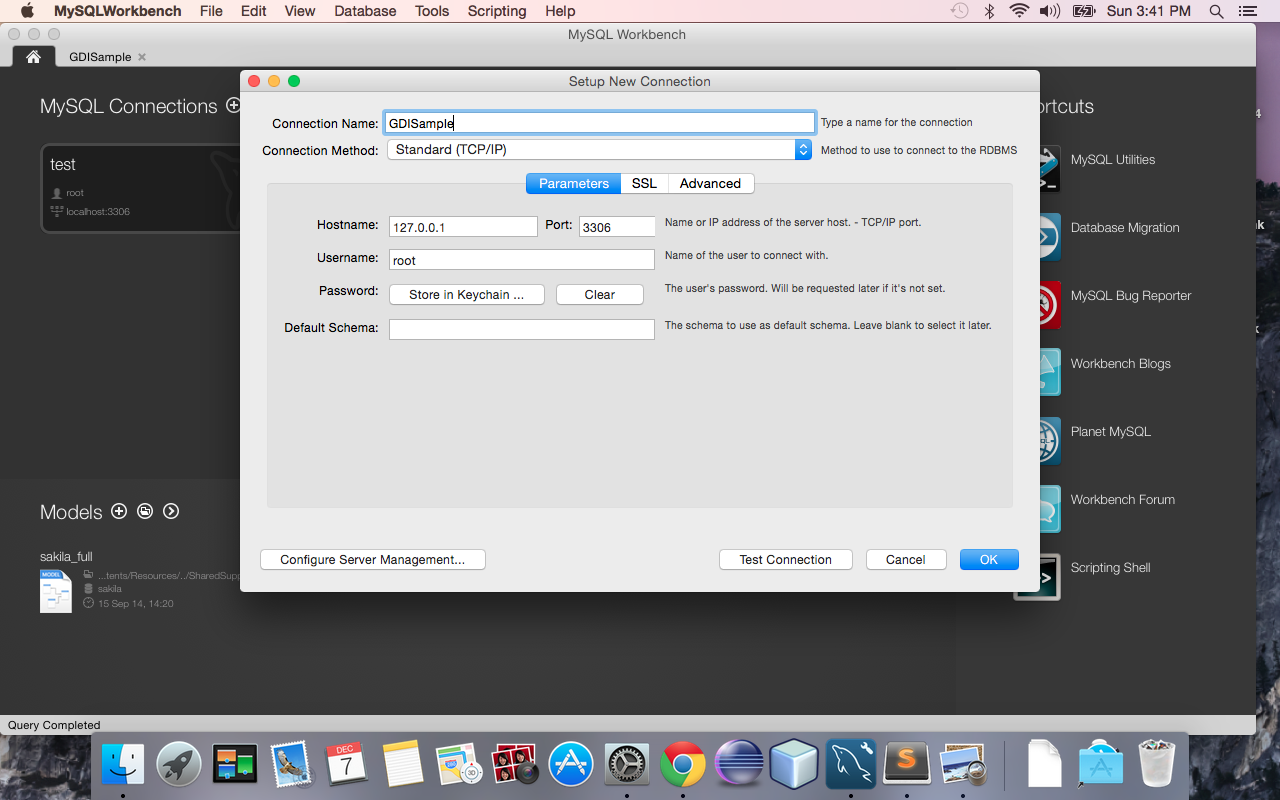 MySQLWorkbench File Edit View Database Tools Scripting Help Sun 3:41 PM
MySQL Workbench
GDISample
Setup New Connection
MySQL Connections
test
root
localhost:3306
Connection Name: GDISample Type a name for the connection
Connection Method: Standard (TCP/IP) Method to use to connect to the RDBMS
Parameters SSL Advanced
Hostname: 127.0.0.1 Port: 3306 Name or IP address of the server host. - TCP/IP port.
Username: root Name of the user to connect with.
Password: Store in Keychain ... Clear The user's password. Will be requested later if it's not set.
Default Schema: The schema to use as default schema. Leave blank to select it later.
Configure Server Management... Test Connection Cancel OK
ortcuts
MySQL Utilities
Database Migration
MySQL Bug Reporter
Workbench Blogs
Planet MySQL
Workbench Forum
Scripting Shell
Models
sakila_full
MODEL
...tents/Resources/../SharedSupp
sakila
15 Sep 14, 14:20
Query Completed
DEC
7
3D
S